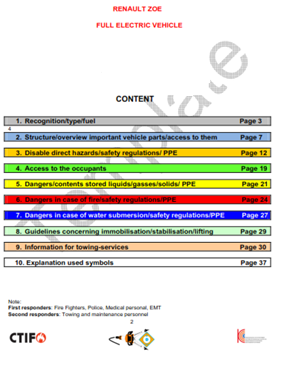 RENAULT ZOE
FULL ELECTRIC VEHICLE
Template
CONTENT
1. Recognition/type/fuel Page 3
4
2. Structure/overview important vehicle parts/access to them Page 7
3. Disable direct hazards/safety regulations/ PPE Page 12
4. Access to the occupants Page 19
5. Dangers/contents stored liquids/gasses/solids/ PPE Page 21
6. Dangers in case of fire/safety regulations/PPE Page 24
7. Dangers in case of water submersion/safety regulations/PPE Page 27
8. Guidelines concerning immobilisation/stabilisation/lifting Page 29
9. Information for towing-services Page 30
10. Explanation used symbols Page 37
Note:
First responders: Fire Fighters, Police, Medical personal, EMT
Second responders: Towing and maintenance personnel
2
CTIF